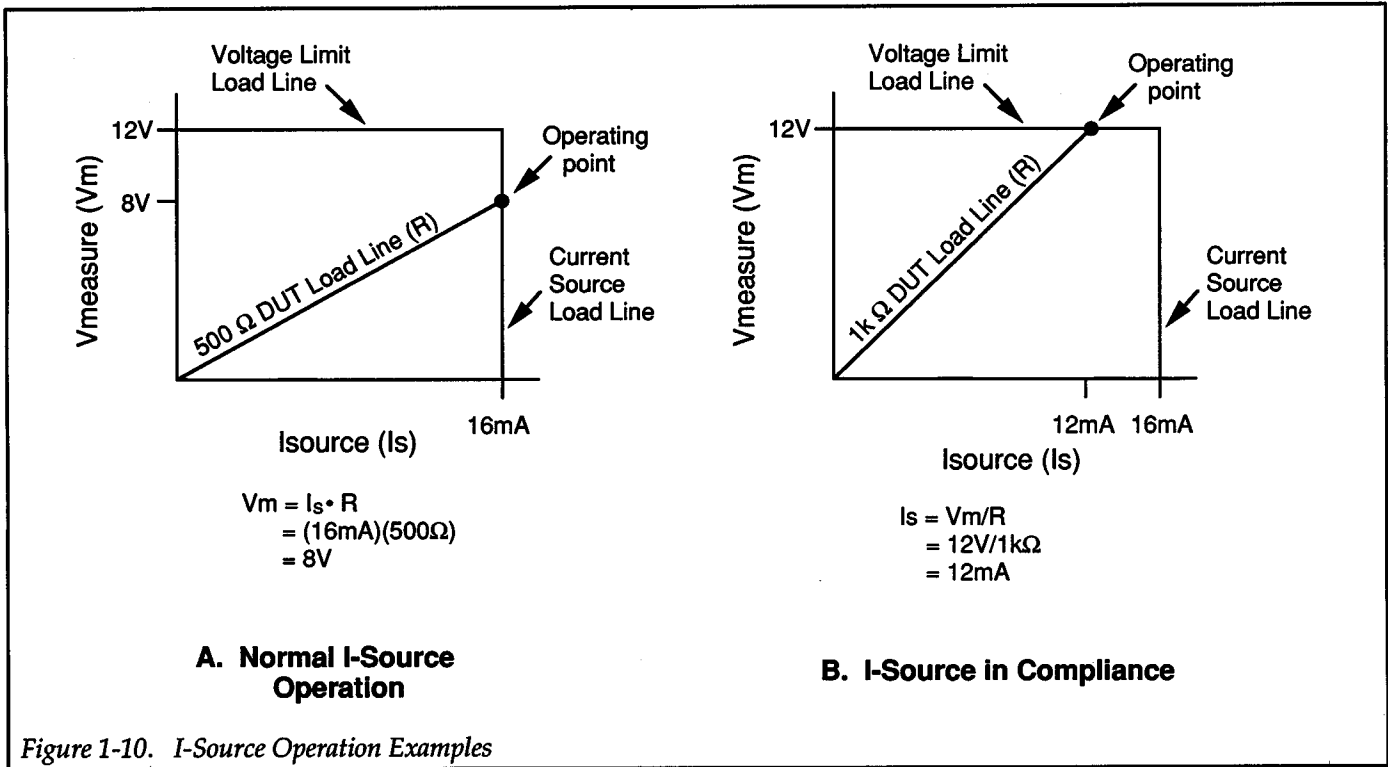 Voltage Limit
Load Line
12V
8V
Vmeasure (Vm)
500 Ω DUT Load Line (R)
Operating
point
Current
Source
Load Line
16mA
Isource (Is)
Vm = Is• R
= (16mA)(500Ω)
= 8V
A. Normal I-Source
Operation
Voltage Limit
Load Line
Operating
point
12V
Vmeasure (Vm)
1k Ω DUT Load Line (R)
Current
Source
Load Line
12mA 16mA
Isource (Is)
Is = Vm/R
= 12V/1kΩ
= 12mA
B. I-Source in Compliance
Figure 1-10. I-Source Operation Examples